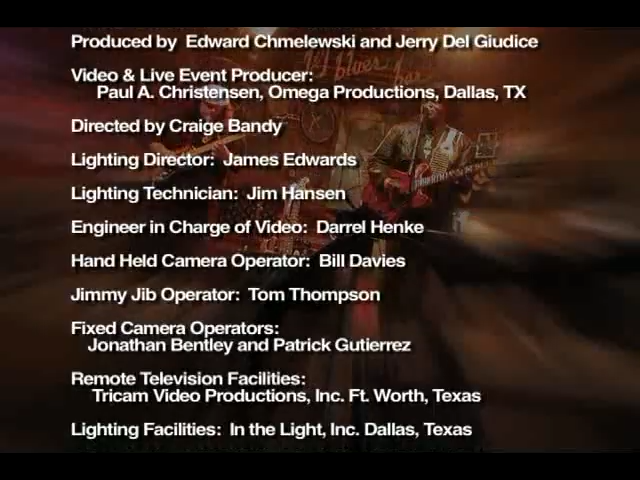 blues
bar
Produced by  Edward Chmelewski and Jerry Del Giudice
Video & Live Event Producer:
Paul A. Christensen, Omega Productions, Dallas, TX
Directed by Craige Bandy
Lighting Director:  James Edwards
Lighting Technician:  Jim Hansen
Engineer in Charge of Video:  Darrel Henke
Hand Held Camera Operator:  Bill Davies
Jimmy Jib Operator:  Tom Thompson
Fixed Camera Operators:
Jonathan Bentley and Patrick Gutierrez
Remote Television Facilities:
Tricam Video Productions, Inc. Ft. Worth, Texas
Lighting Facilities:  In the Light, Inc. Dallas, Texas